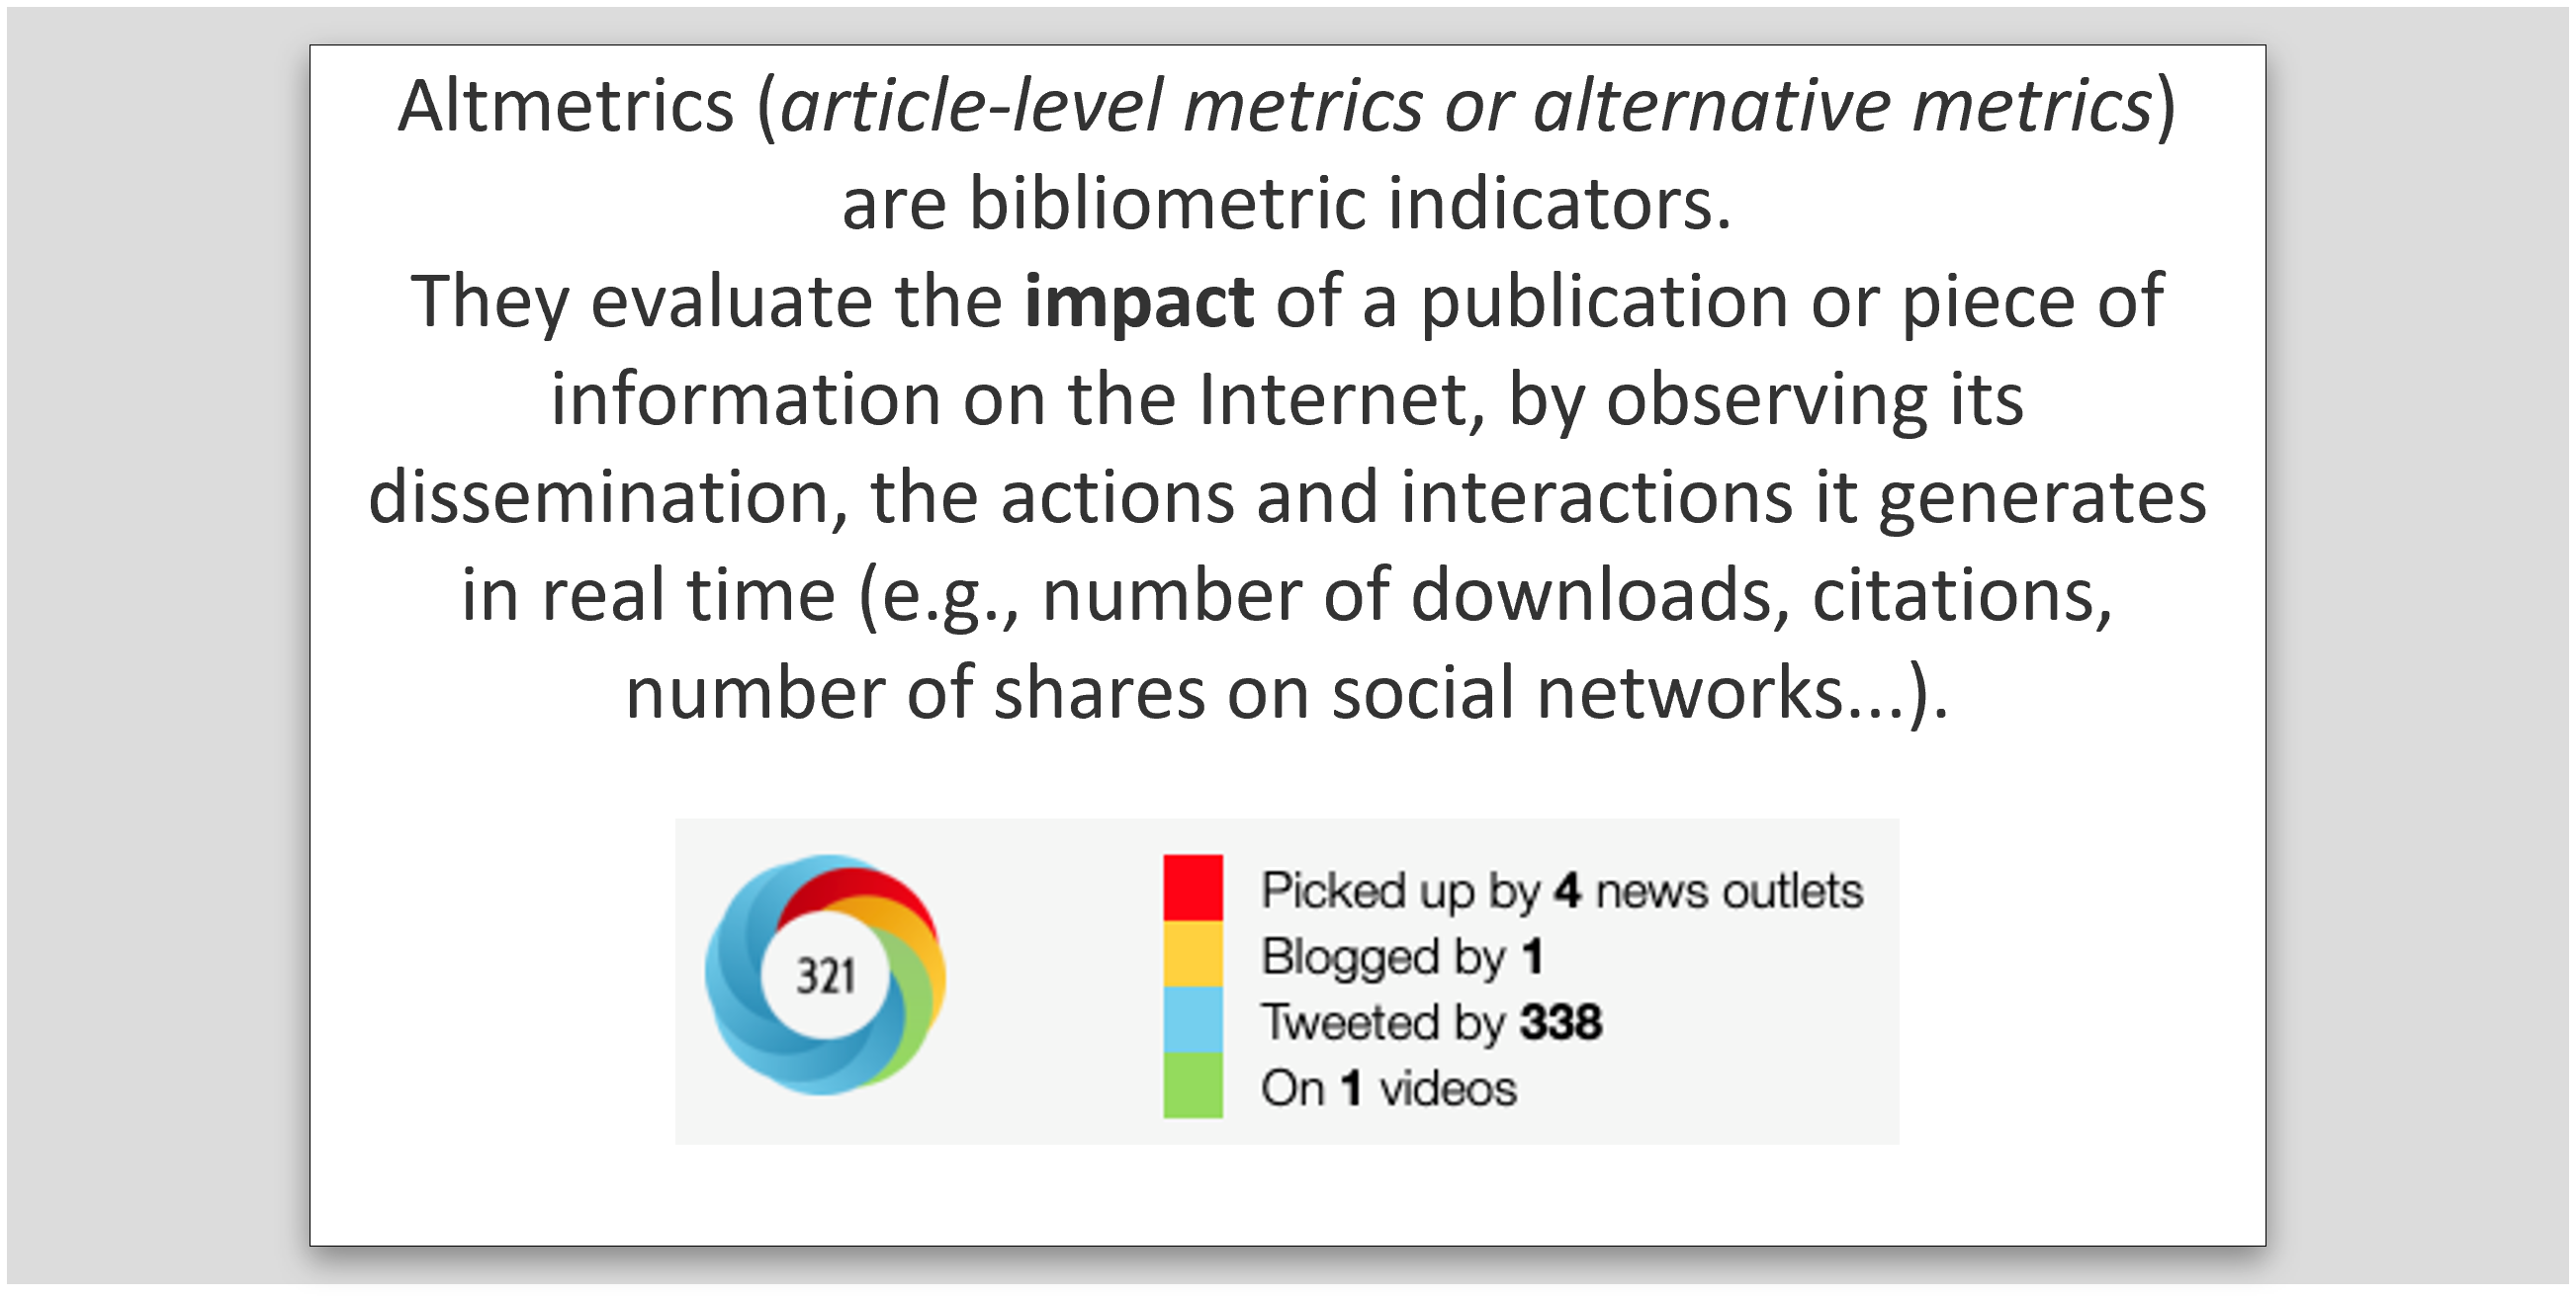 Altmetrics (article-level metrics or alternative metrics)
are bibliometric indicators.
They evaluate the impact of a publication or piece of
information on the Internet, by observing its
dissemination, the actions and interactions it generates
in real time (e.g., number of downloads, citations,
number of shares on social networks...).
321
Picked up by 4 news outlets
Blogged by 1
Tweeted by 338
On 1 videos